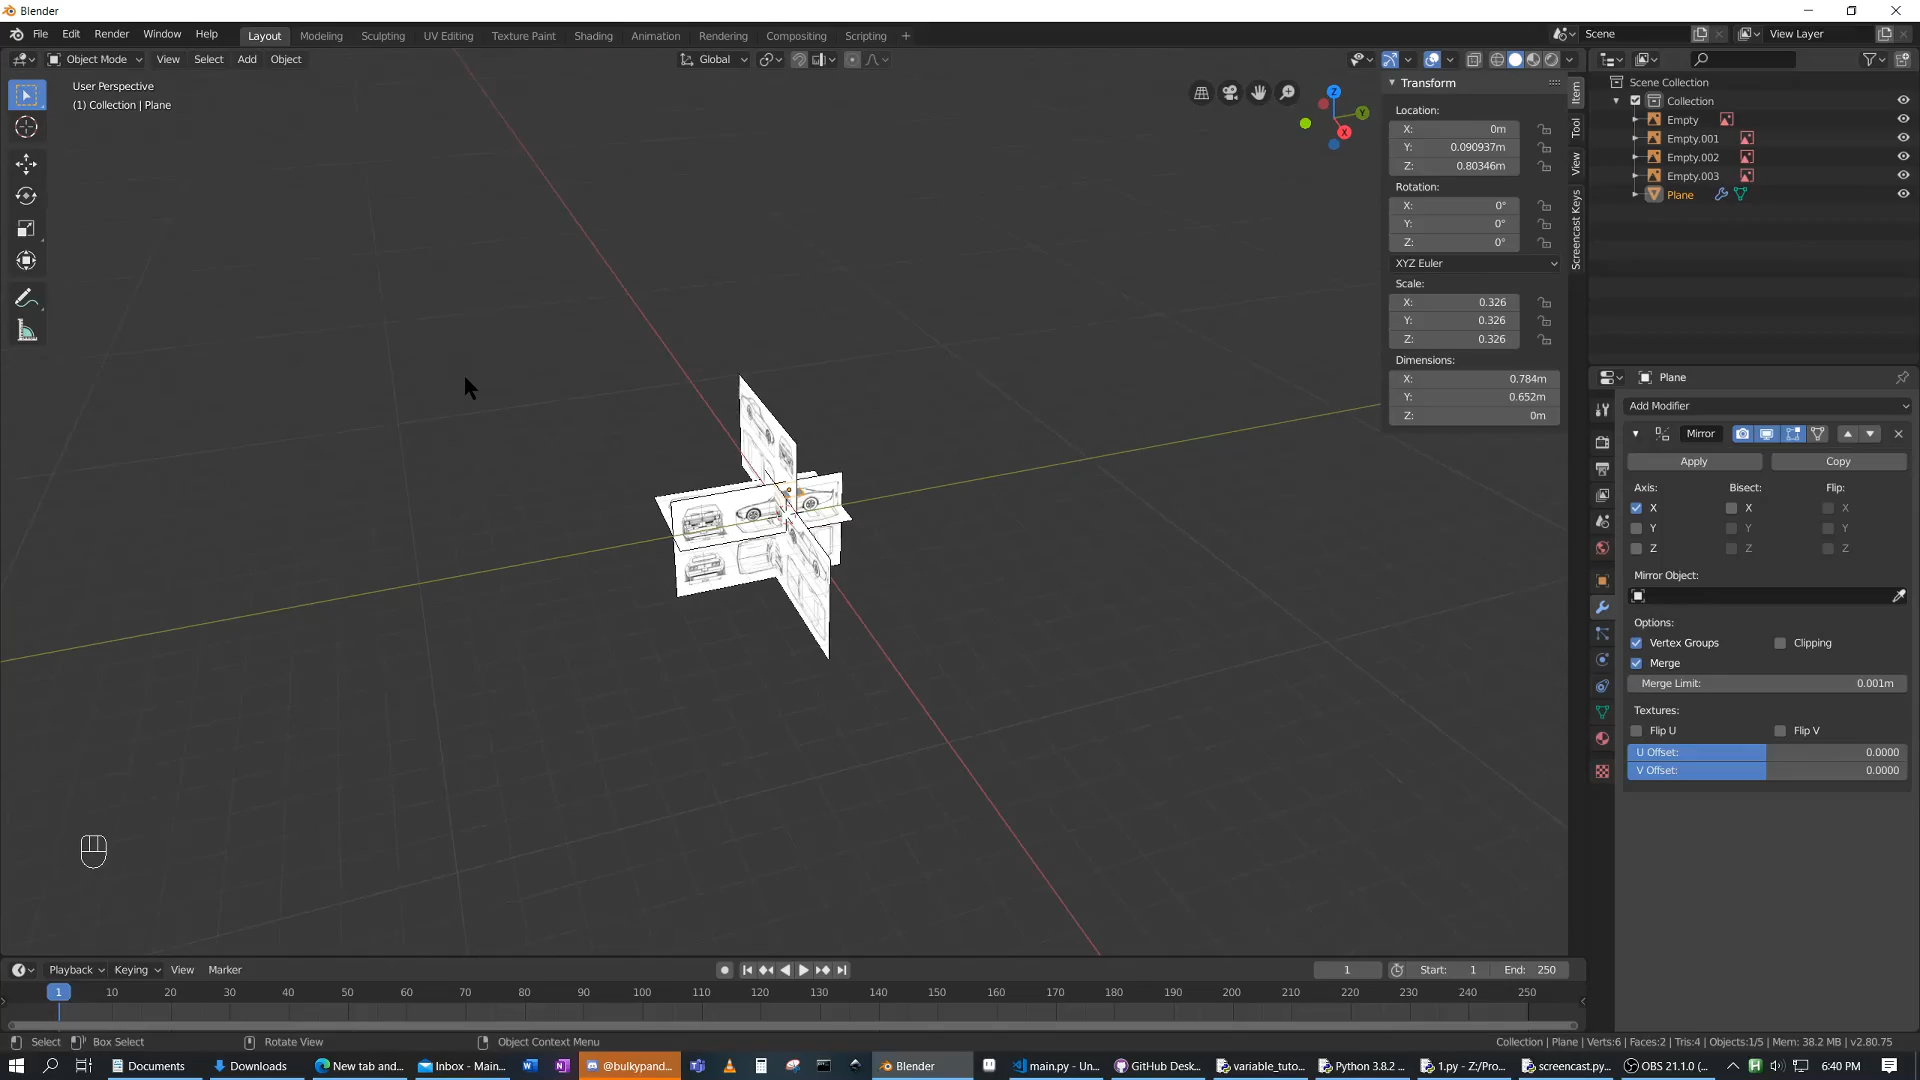 Blender
File Edit Render Window Help
Layout Modeling Sculpting UV Editing Texture Paint Shading Animation Rendering Compositing Scripting +
Scene
View Layer
Object Mode View Select Add Object
Global
User Perspective
(1) Collection | Plane
Z
Y
X
Transform
Location:
X: 0m
Y: 0.090937m
Z: 0.80346m
Rotation:
X: 0°
Y: 0°
Z: 0°
XYZ Euler
Scale:
X: 0.326
Y: 0.326
Z: 0.326
Dimensions:
X: 0.784m
Y: 0.652m
Z: 0m
Item
Tool
View
Screencast Keys
Scene Collection
Collection
Empty
Empty.001
Empty.002
Empty.003
Plane
Plane
Add Modifier
Mirror
Apply Copy
Axis: Bisect: Flip:
X X X
Y Y Y
Z Z Z
Mirror Object:
Options:
Vertex Groups Clipping
Merge
Merge Limit: 0.001m
Textures:
Flip U Flip V
U Offset: 0.0000
V Offset: 0.0000
Playback Keying View Marker
1 Start: 1 End: 250
1 10 20 30 40 50 60 70 80 90 100 110 120 130 140 150 160 170 180 190 200 210 220 230 240 250
Select Box Select Rotate View Object Context Menu
Collection | Plane | Verts:6 | Faces:2 | Tris:4 | Objects:1/5 | Mem: 38.2 MB | v2.80.75
Documents Downloads New tab and... Inbox - Main... @bulkypand... Blender main.py - Un... GitHub Desk... variable_tuto... Python 3.8.2 ... 1.py - Z:/Pro... screencast.py... OBS 21.1.0 (... 6:40 PM